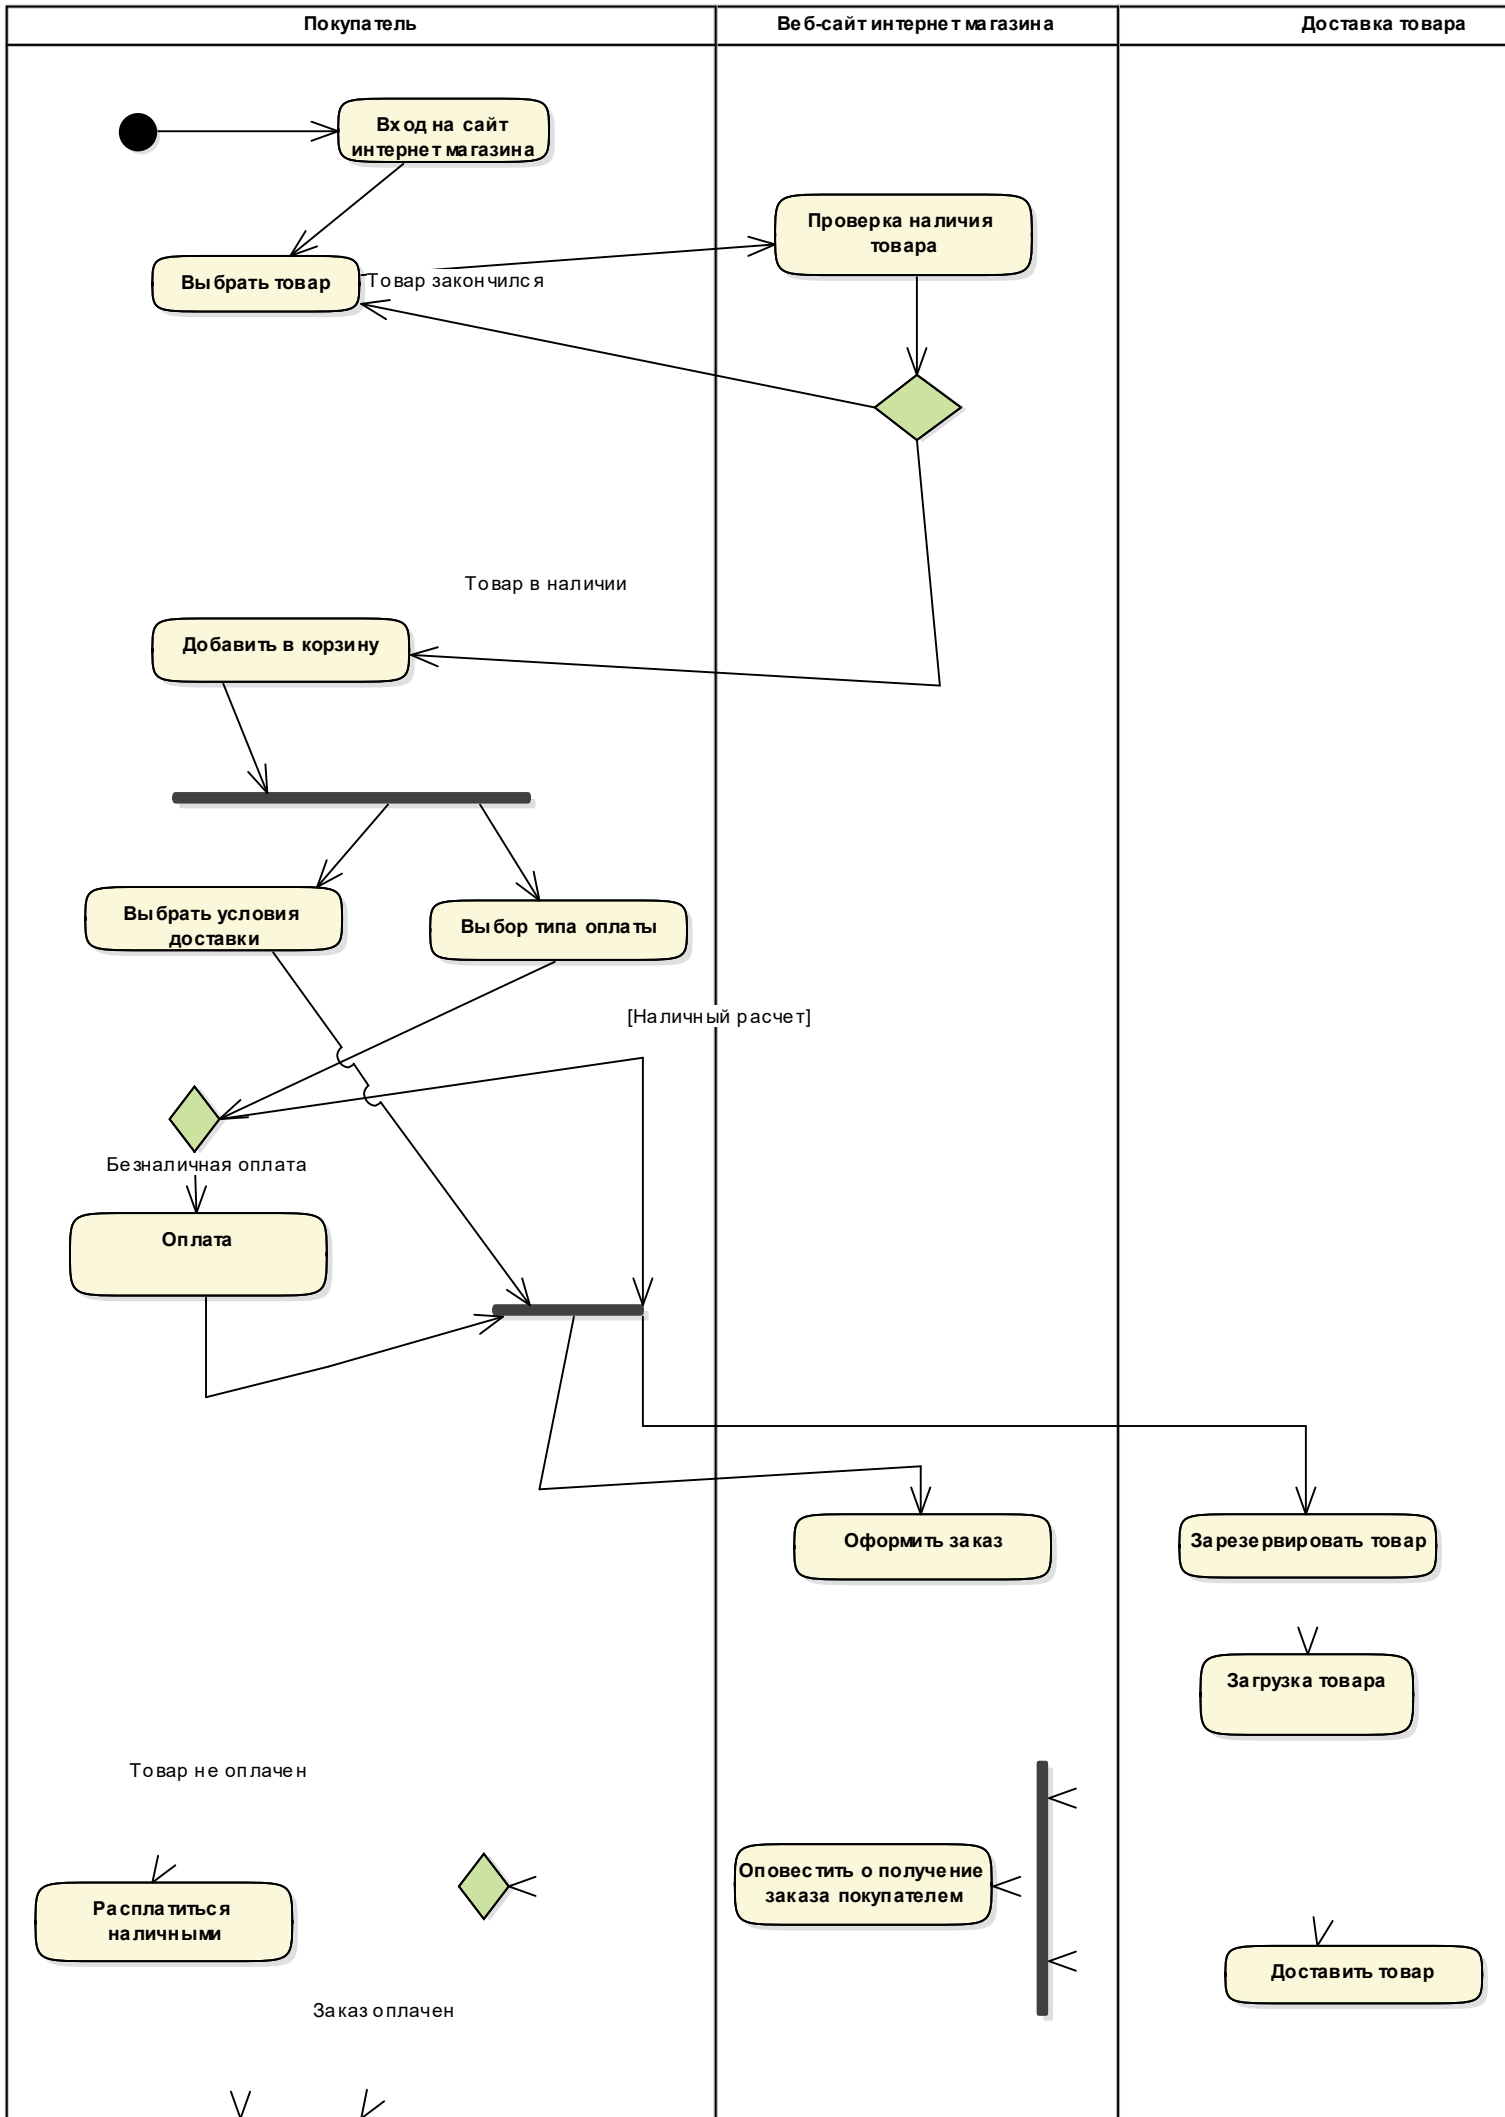 Покупатель
Веб-сайт интернет магазина
Доставка товара
Вход на сайт
интернет магазина
Проверка наличия
товара
Выбрать товар
Товар закончился
Товар в наличии
Добавить в корзину
Выбрать условия
доставки
Выбор типа оплаты
[Наличный расчет]
Безналичная оплата
Оплата
Оформить заказ
Зарезервировать товар
Загрузка товара
Товар не оплачен
Оповестить о получение
заказа покупателем
Расплатиться
наличными
Доставить товар
Заказ оплачен